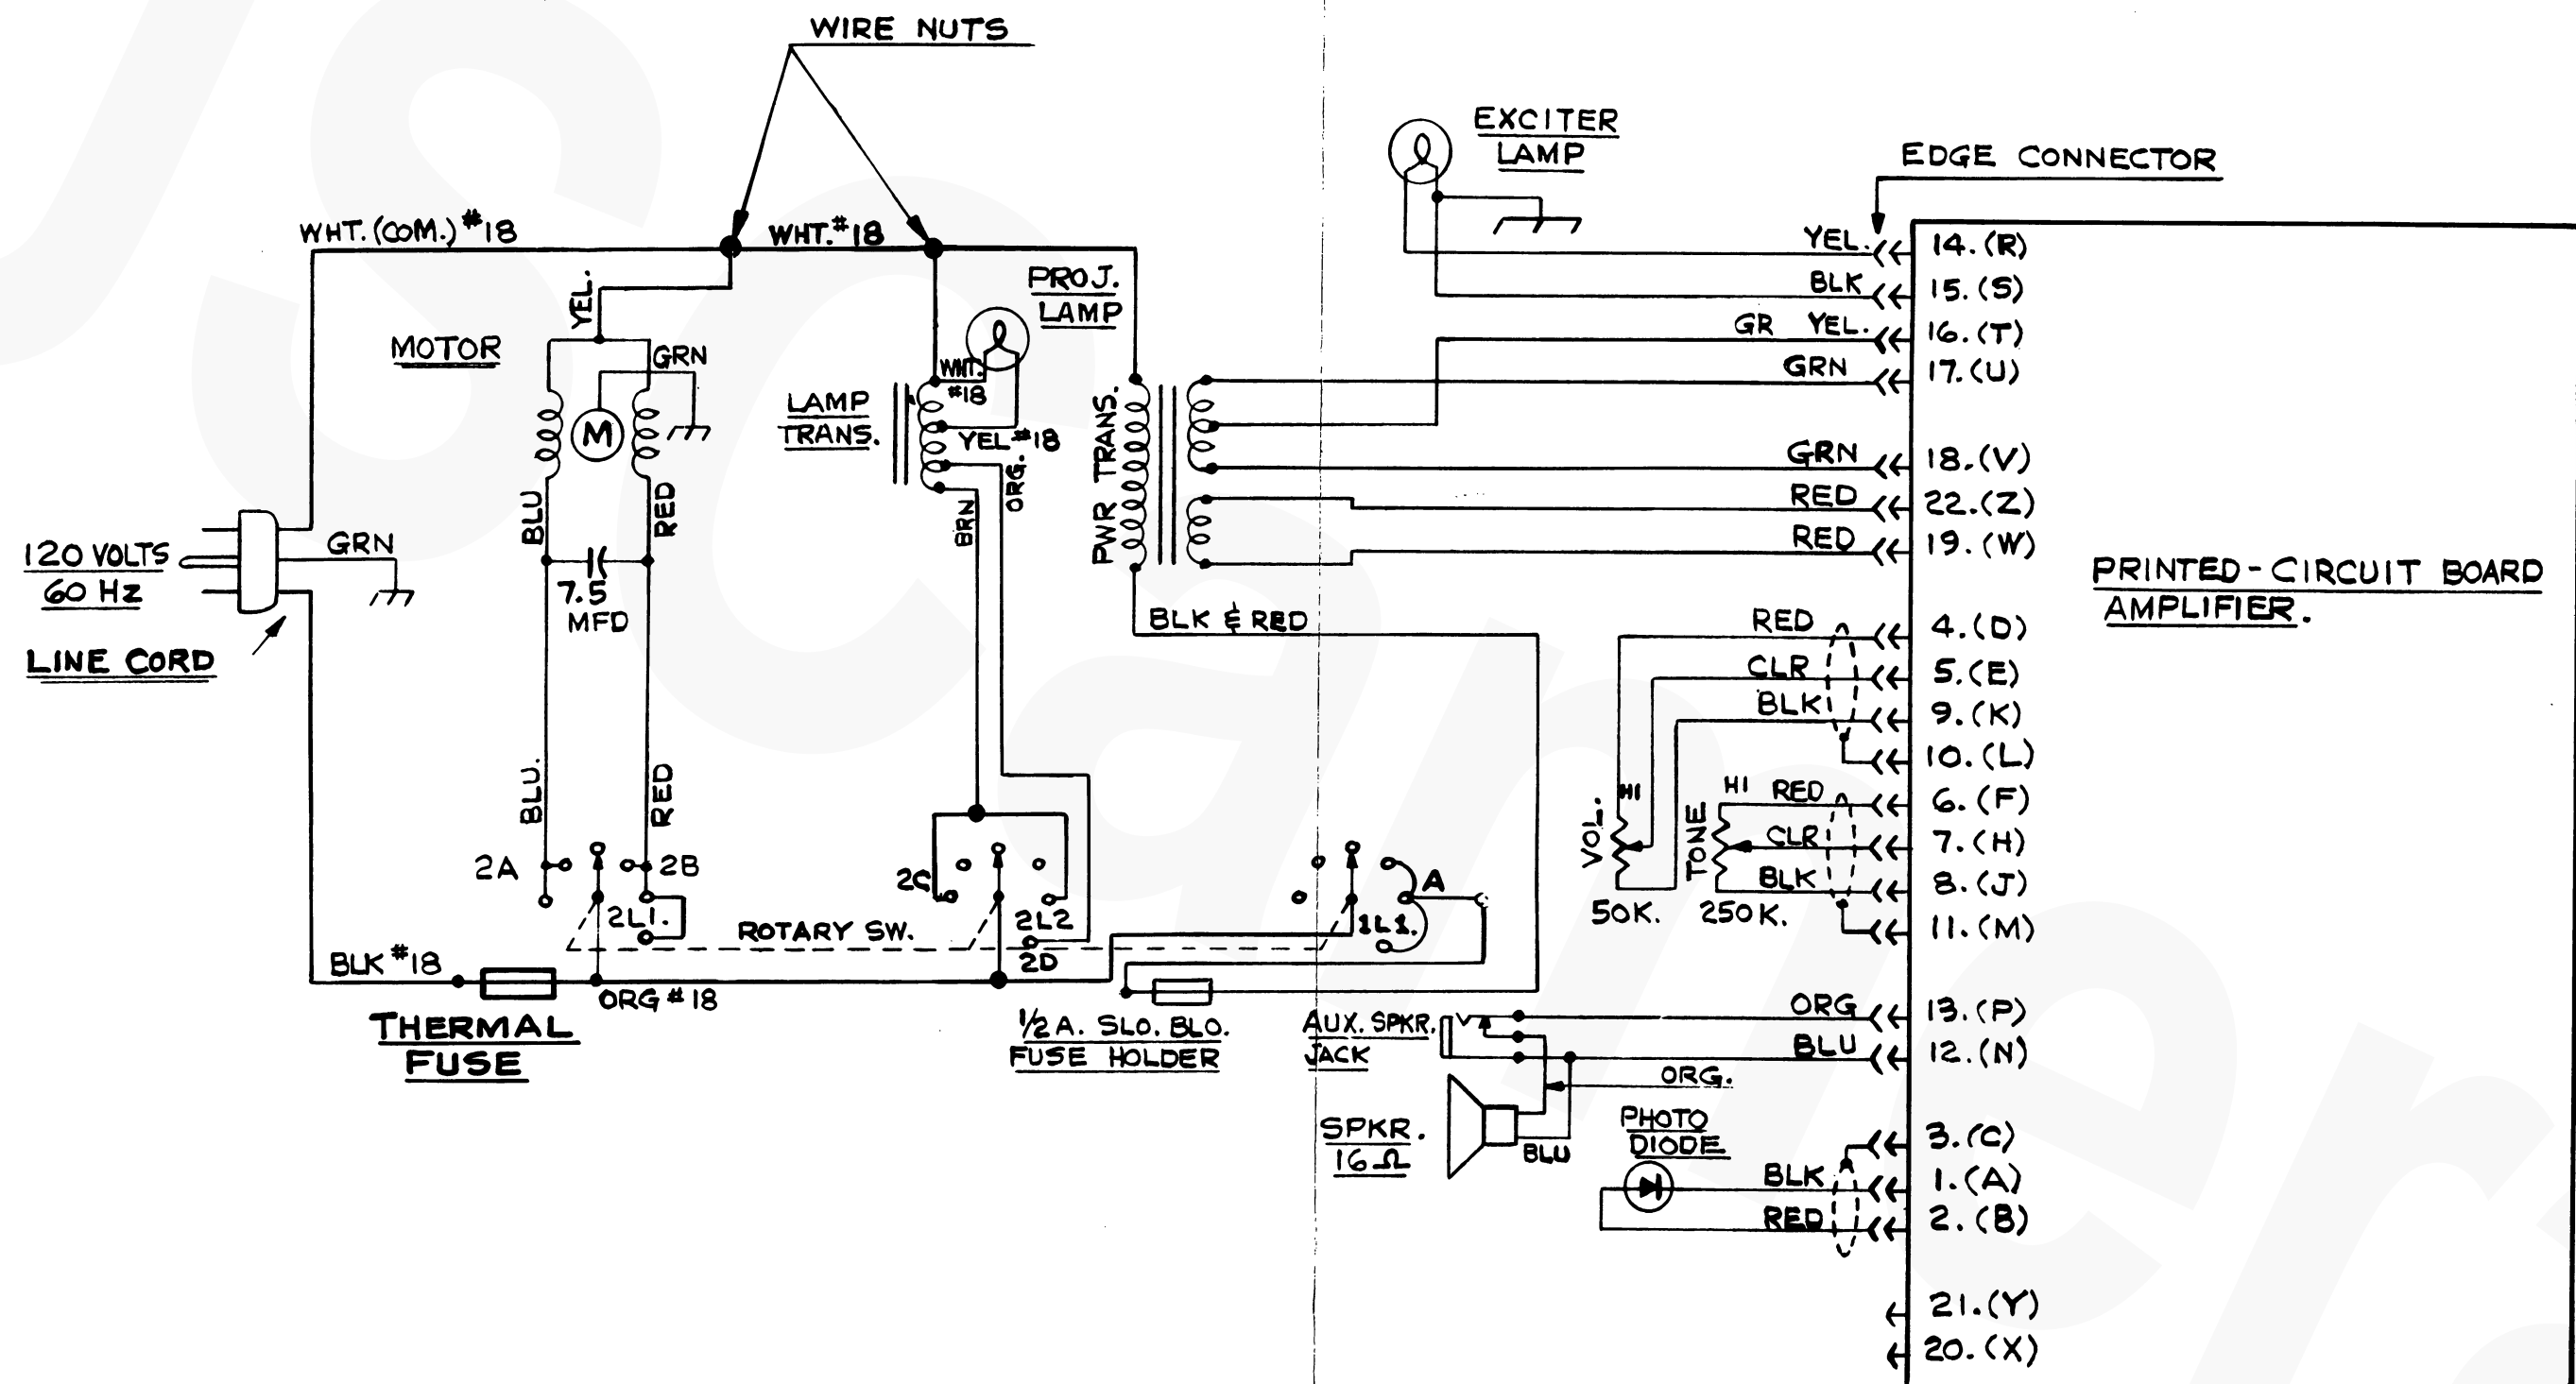 WIRE NUTS
EXCITER
LAMP
EDGE CONNECTOR
WHT. (COM.) #18
WHT. #18
YEL.
MOTOR
GRN
M
BLU
RED
7.5
MFD
BLU.
RED
PROJ.
LAMP
WHT.
#18
LAMP
TRANS.
YEL #18
ORG.
BRN
PWR TRANS.
BLK & RED
120 VOLTS
60 Hz
GRN
LINE CORD
2A
2B
2L1.
ROTARY SW.
2C
2L2
2D
A
1L1.
BLK #18
ORG #18
THERMAL
FUSE
1/2 A. SLO. BLO.
FUSE HOLDER
YEL. 14. (R)
BLK 15. (S)
GR YEL. 16. (T)
GRN 17. (U)
GRN 18. (V)
RED 22. (Z)
RED 19. (W)
PRINTED-CIRCUIT BOARD
AMPLIFIER.
RED 4. (D)
CLR 5. (E)
BLK 9. (K)
10. (L)
HI
VOL.
50K.
HI RED 6. (F)
TONE
CLR 7. (H)
BLK 8. (J)
250K.
11. (M)
AUX. SPKR.
JACK
ORG 13. (P)
BLU 12. (N)
ORG.
SPKR.
16 Ω
BLU
PHOTO
DIODE
3. (C)
BLK 1. (A)
RED 2. (B)
21. (Y)
20. (X)